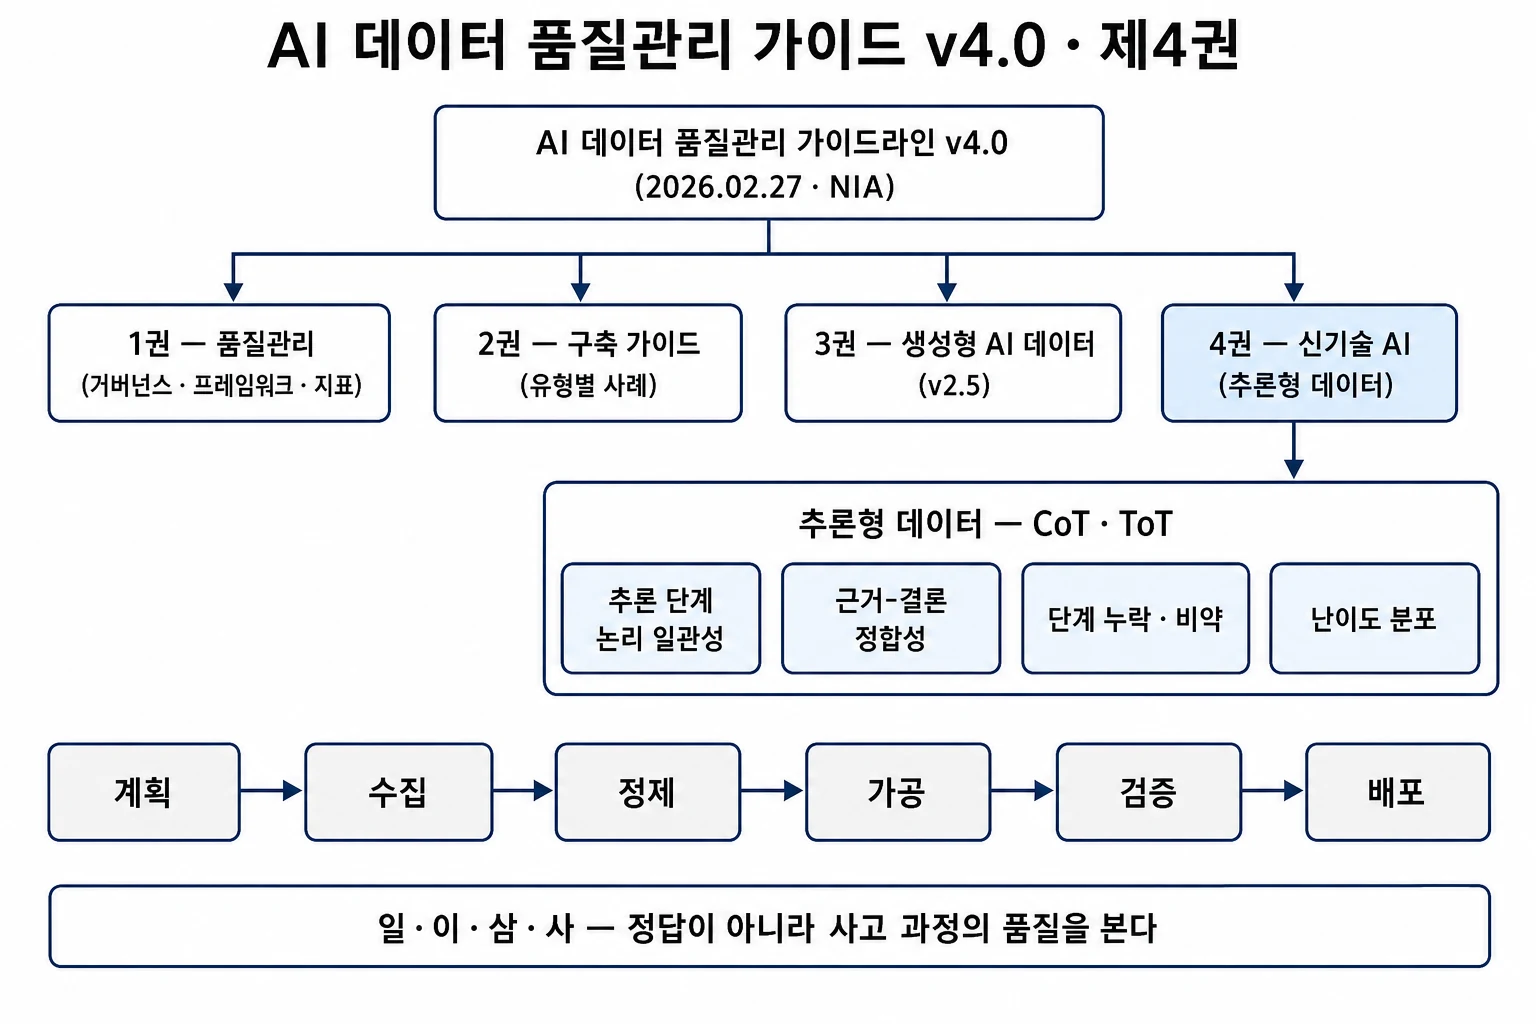 AI 데이터 품질관리 가이드 v4.0 · 제4권
AI 데이터 품질관리 가이드라인 v4.0
(2026.02.27 · NIA)
1권 — 품질관리
(거버넌스 · 프레임워크 · 지표)
2권 — 구축 가이드
(유형별 사례)
3권 — 생성형 AI 데이터
(v2.5)
4권 — 신기술 AI
(추론형 데이터)
추론형 데이터 — CoT · ToT
추론 단계
논리 일관성
근거-결론
정합성
단계 누락 · 비약
난이도 분포
계획
수집
정제
가공
검증
배포
일 · 이 · 삼 · 사 — 정답이 아니라 사고 과정의 품질을 본다